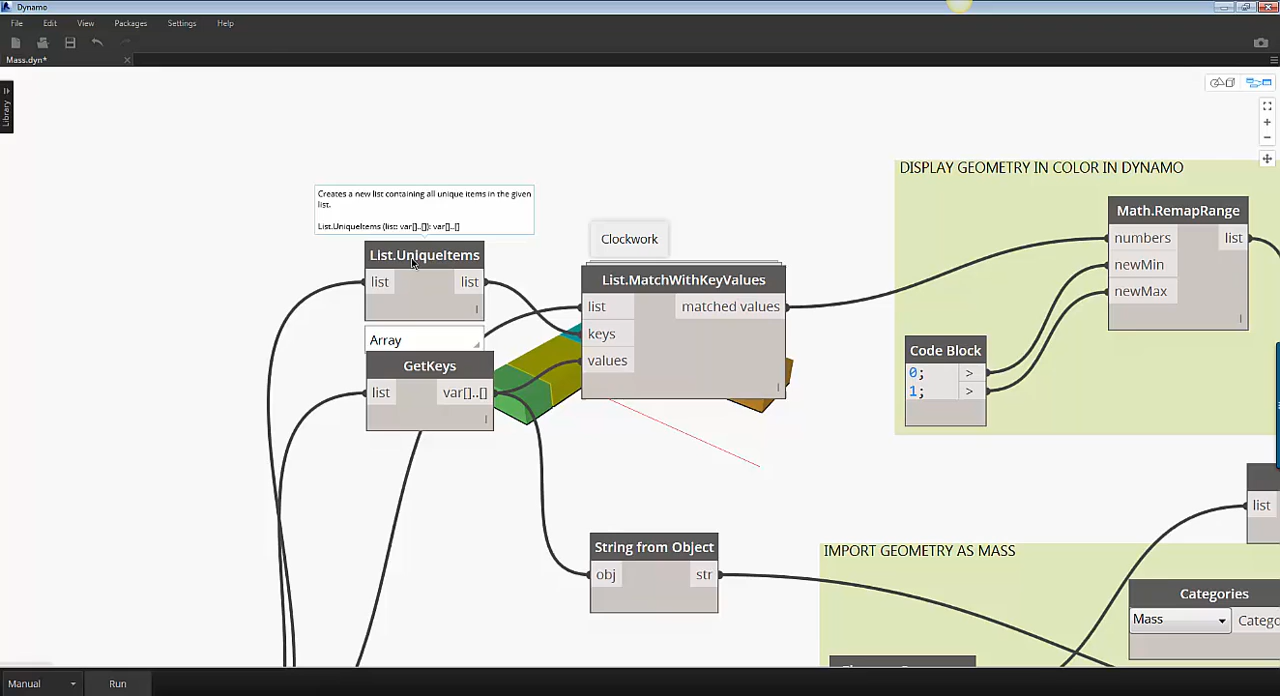 Dynamo
File Edit View Packages Settings Help
Mass.dyn*
Library
DISPLAY GEOMETRY IN COLOR IN DYNAMO
Creates a new list containing all unique items in the given
list.
List.UniqueItems (list: var[]..[]): var[]..[]
Math.RemapRange
numbers list
newMin
newMax
Clockwork
List.UniqueItems
list list
List.MatchWithKeyValues
list matched values
keys
values
Array
GetKeys
list var[]..[]
Code Block
0; >
1; >
list
String from Object
obj str
IMPORT GEOMETRY AS MASS
Categories
Mass
Manual Run